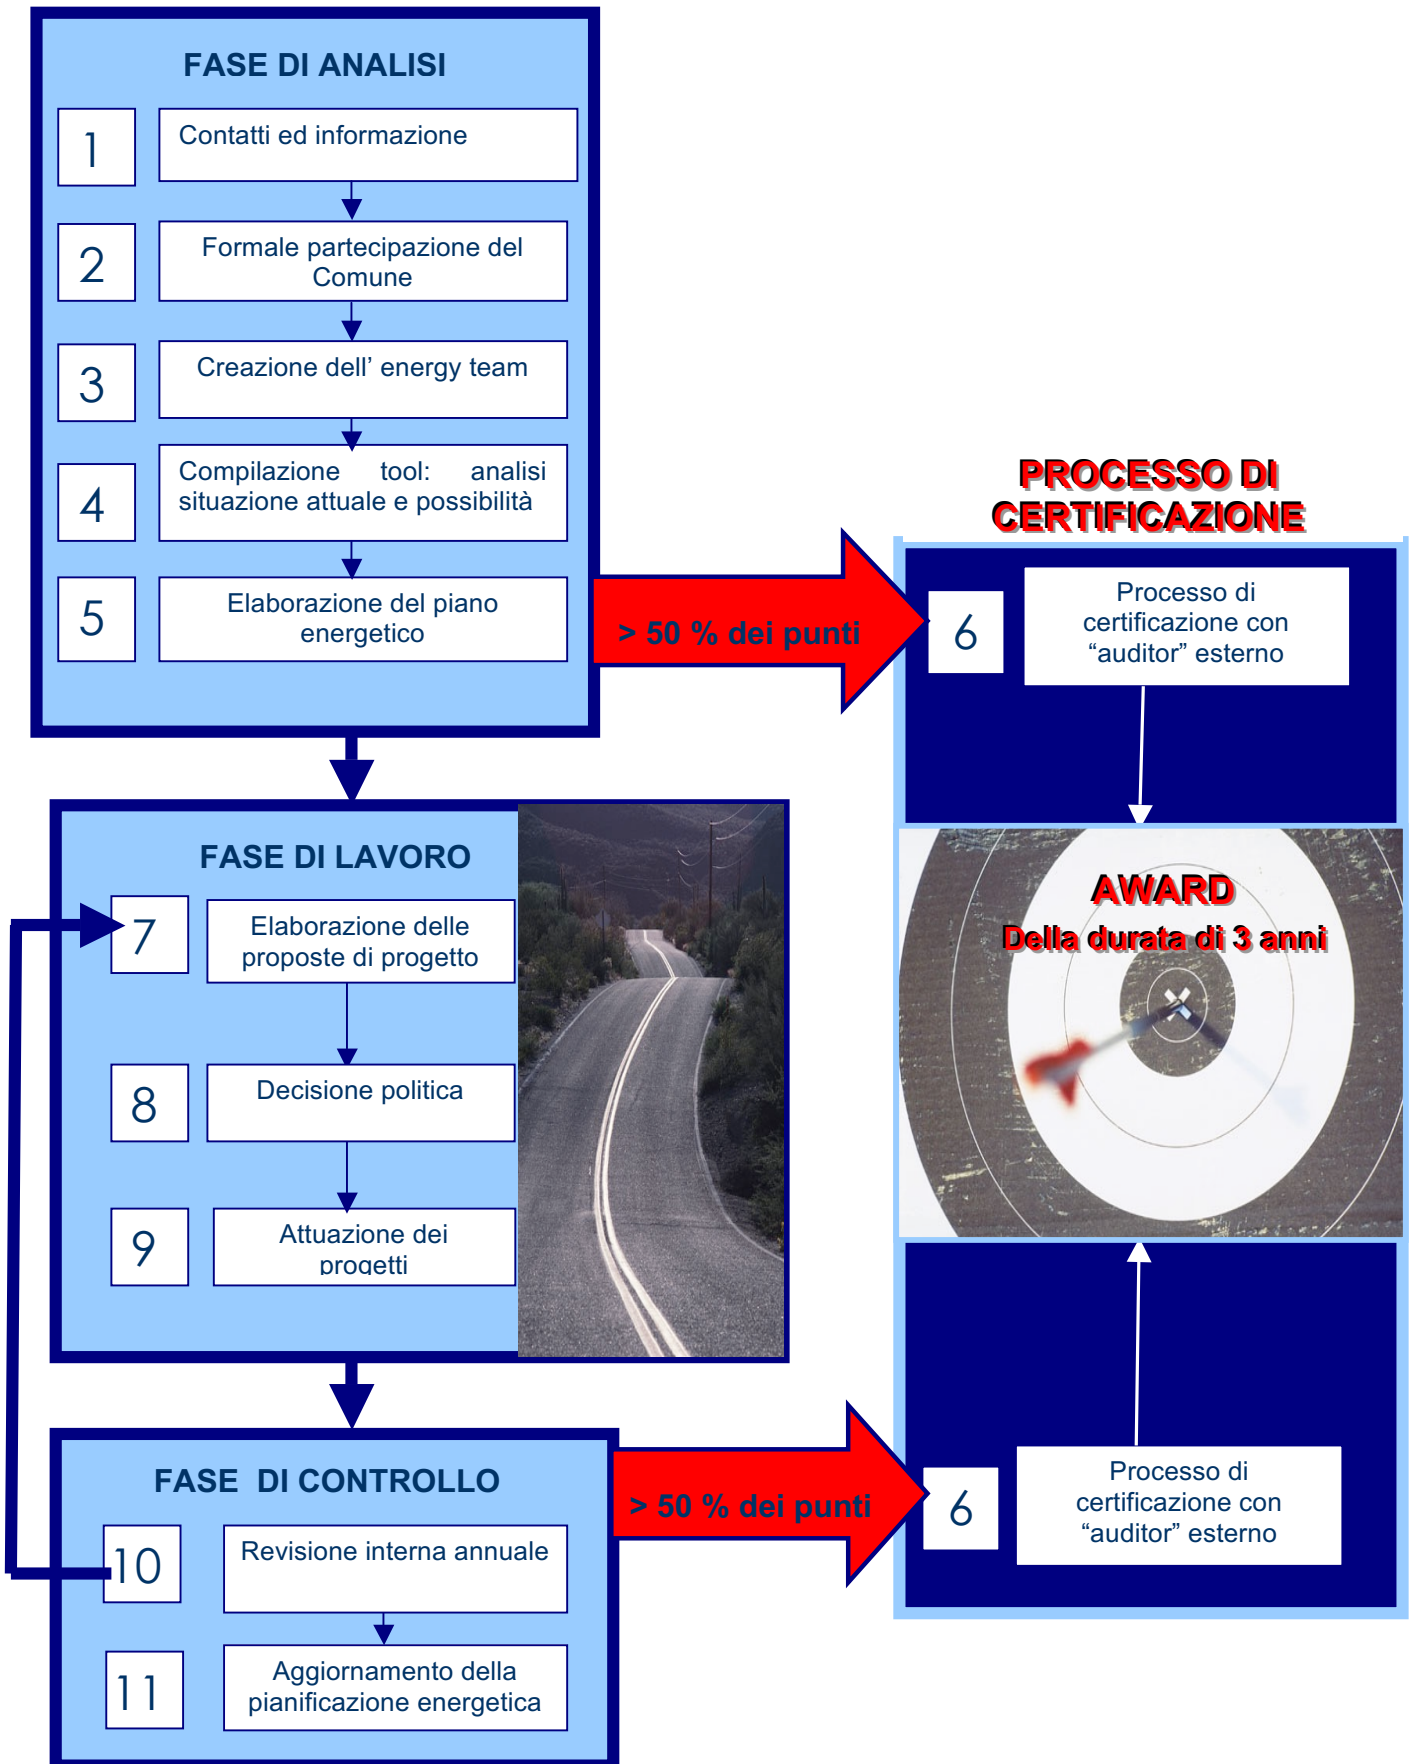 FASE DI ANALISI
1
Contatti ed informazione
2
Formale partecipazione del
Comune
3
Creazione dell’ energy team
4
Compilazione tool: analisi
situazione attuale e possibilità
5
Elaborazione del piano
energetico
> 50 % dei punti
PROCESSO DI
CERTIFICAZIONE
6
Processo di
certificazione con
“auditor” esterno
AWARD
Della durata di 3 anni
FASE DI LAVORO
7
Elaborazione delle
proposte di progetto
8
Decisione politica
9
Attuazione dei
progetti
FASE DI CONTROLLO
10
Revisione interna annuale
11
Aggiornamento della
pianificazione energetica
> 50 % dei punti
6
Processo di
certificazione con
“auditor” esterno